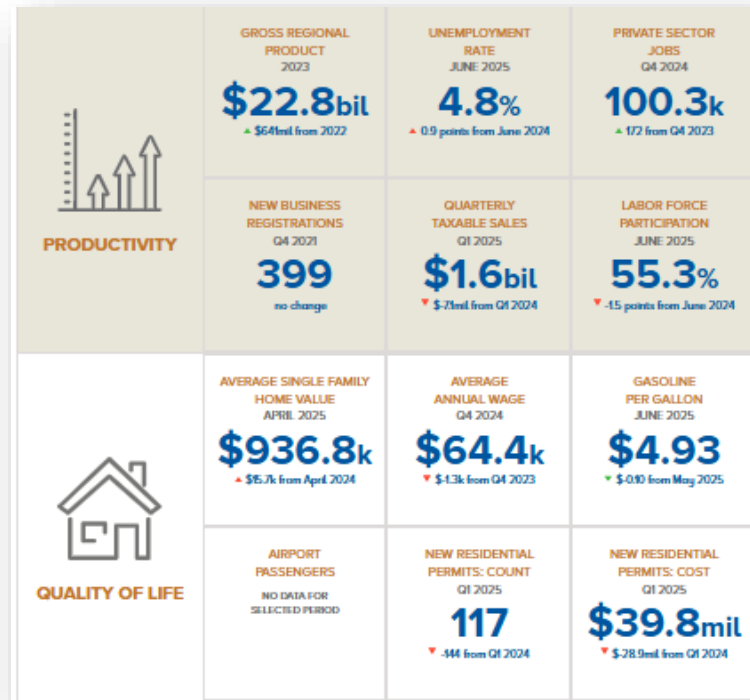 GROSS REGIONAL
PRODUCT
2023
$22.8bil
$641mil from 2022
UNEMPLOYMENT
RATE
JUNE 2025
4.8%
0.9 points from June 2024
PRIVATE SECTOR
JOBS
Q4 2024
100.3k
172 from Q4 2023
PRODUCTIVITY
NEW BUSINESS
REGISTRATIONS
Q4 2021
399
no change
QUARTERLY
TAXABLE SALES
Q1 2025
$1.6bil
$-7.1mil from Q1 2024
LABOR FORCE
PARTICIPATION
JUNE 2025
55.3%
-1.5 points from June 2024
AVERAGE SINGLE FAMILY
HOME VALUE
APRIL 2025
$936.8k
$15.7k from April 2024
AVERAGE
ANNUAL WAGE
Q4 2024
$64.4k
$-1.3k from Q4 2023
GASOLINE
PER GALLON
JUNE 2025
$4.93
$-0.10 from May 2025
QUALITY OF LIFE
AIRPORT
PASSENGERS
NO DATA FOR
SELECTED PERIOD
NEW RESIDENTIAL
PERMITS: COUNT
Q1 2025
117
-144 from Q1 2024
NEW RESIDENTIAL
PERMITS: COST
Q1 2025
$39.8mil
$-28.9mil from Q1 2024